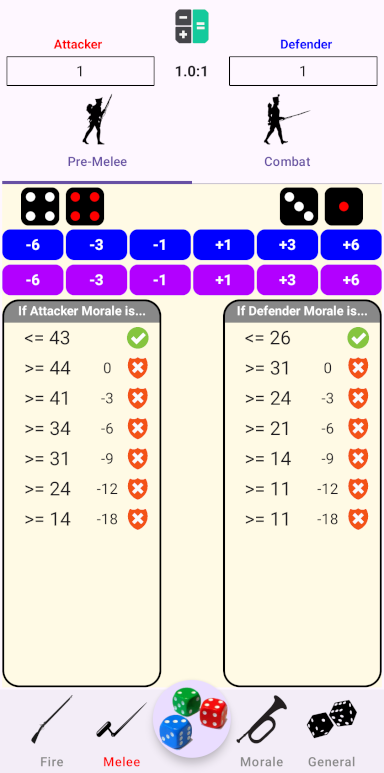 Attacker
Defender
1
1.0:1
1
Pre-Melee
Combat
-6 -3 -1 +1 +3 +6
-6 -3 -1 +1 +3 +6
If Attacker Morale is...
<= 43
>= 44 0
>= 41 -3
>= 34 -6
>= 31 -9
>= 24 -12
>= 14 -18
If Defender Morale is...
<= 26
>= 31 0
>= 24 -3
>= 21 -6
>= 14 -9
>= 11 -12
>= 11 -18
Fire
Melee
Morale
General